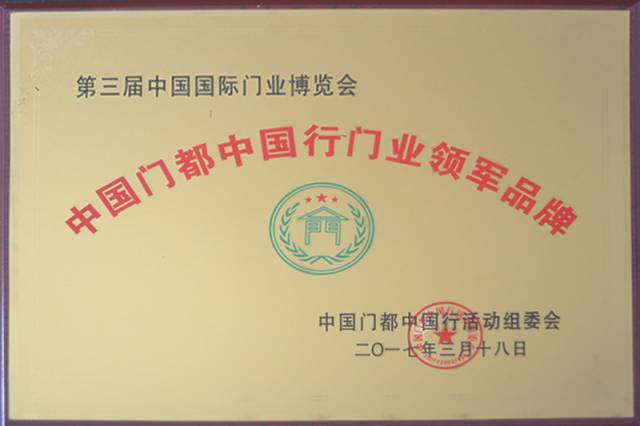 第三届中国国际门业博览会
中国门都中国行门业领军品牌
中国门都中国行活动组委会
二〇一七年三月十八日